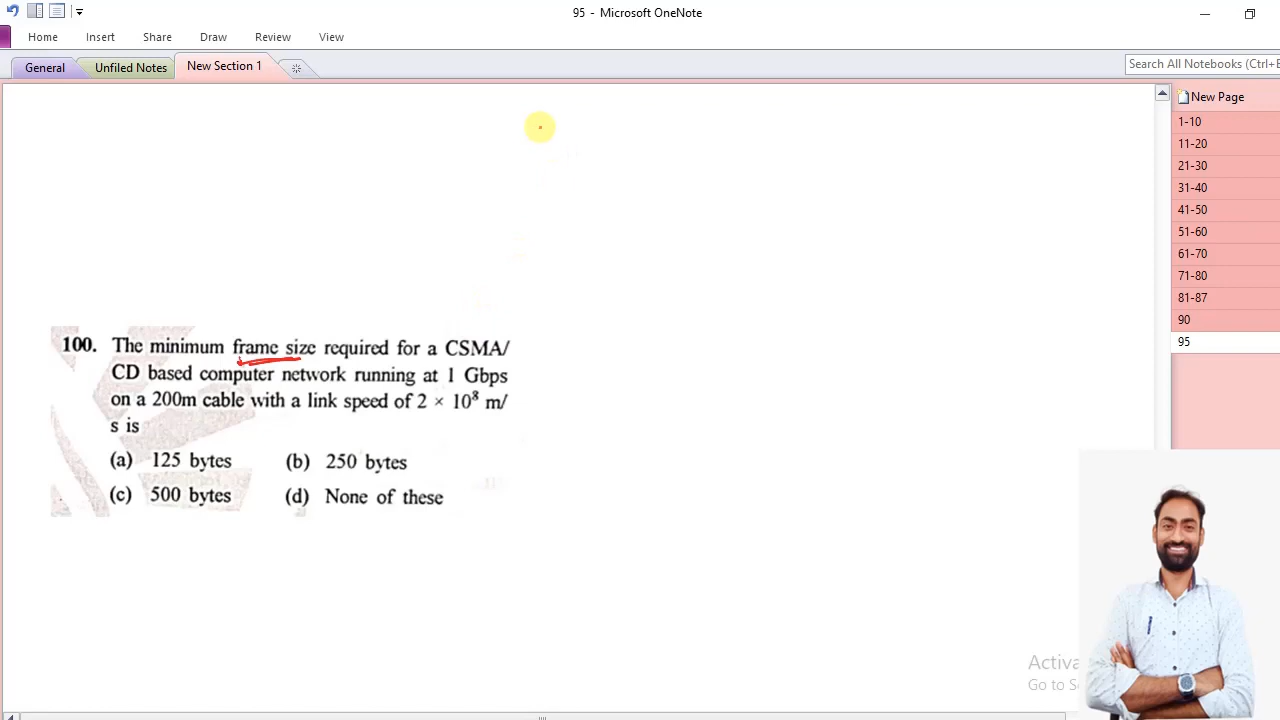 95 - Microsoft OneNote
Home Insert Share Draw Review View
General Unfiled Notes New Section 1
Search All Notebooks (Ctrl+E
New Page
1-10
11-20
21-30
31-40
41-50
51-60
61-70
71-80
81-87
90
95
100. The minimum frame size required for a CSMA/
CD based computer network running at 1 Gbps
on a 200m cable with a link speed of 2 × 10⁸ m/
s is
(a) 125 bytes (b) 250 bytes
(c) 500 bytes (d) None of these
Activa
Go to S